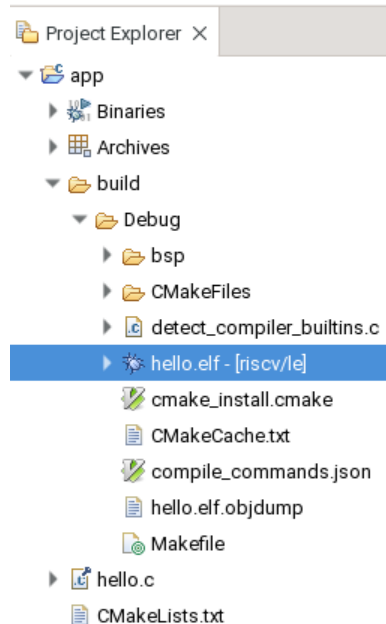 Project Explorer
app
Binaries
Archives
build
Debug
bsp
CMakeFiles
detect_compiler_builtins.c
hello.elf - [riscv/le]
cmake_install.cmake
CMakeCache.txt
compile_commands.json
hello.elf.objdump
Makefile
hello.c
CMakeLists.txt